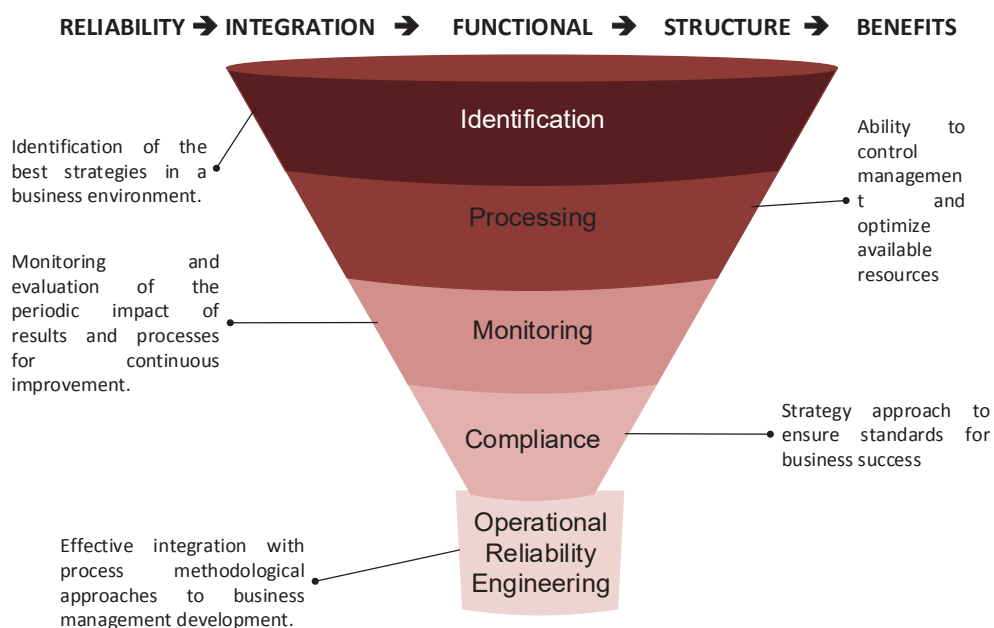 RELIABILITY → INTEGRATION → FUNCTIONAL → STRUCTURE → BENEFITS
Identification
Identification of the
best strategies in a
business environment.
Processing
Ability to
control
managemen
t and
optimize
available
resources
Monitoring and
evaluation of the
periodic impact of
results and processes
for continuous
improvement.
Monitoring
Compliance
Strategy approach to
ensure standards for
business success
Operational
Reliability
Engineering
Effective integration with
process methodological
approaches to business
management development.